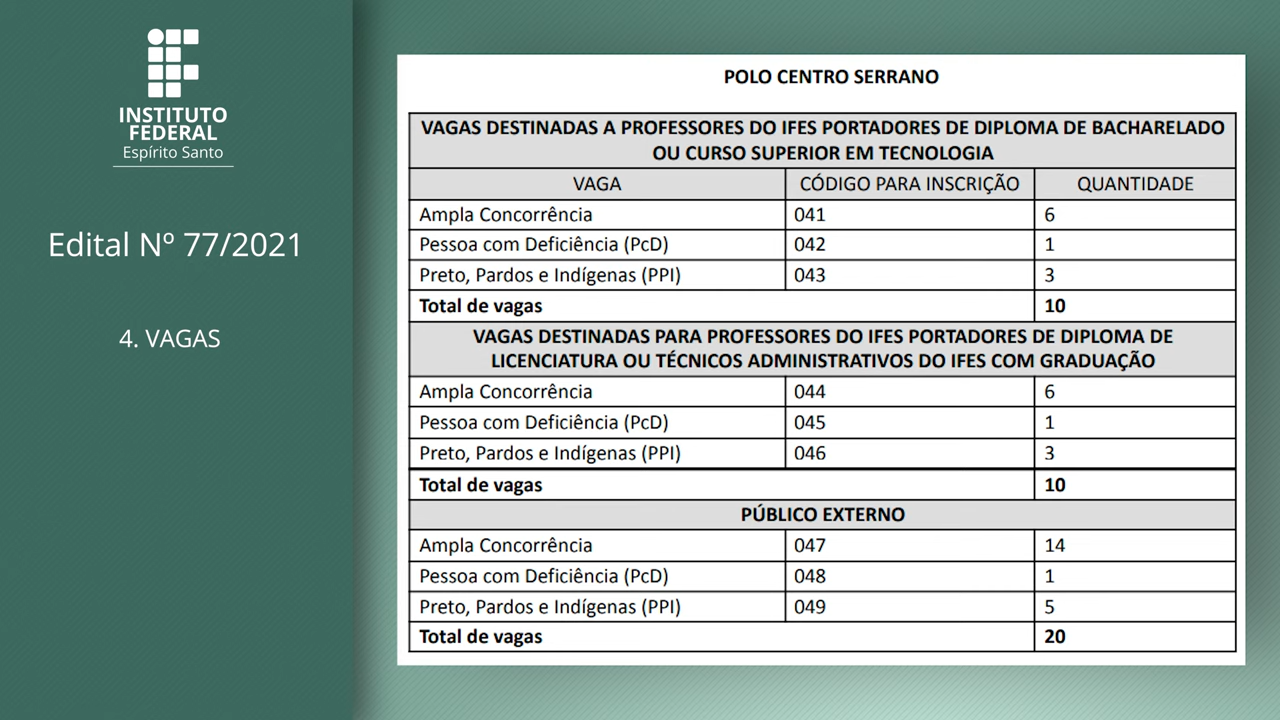 INSTITUTO
FEDERAL
Espírito Santo
Edital Nº 77/2021
4. VAGAS
POLO CENTRO SERRANO
VAGAS DESTINADAS A PROFESSORES DO IFES PORTADORES DE DIPLOMA DE BACHARELADO
OU CURSO SUPERIOR EM TECNOLOGIA
VAGA CÓDIGO PARA INSCRIÇÃO QUANTIDADE
Ampla Concorrência 041 6
Pessoa com Deficiência (PcD) 042 1
Preto, Pardos e Indígenas (PPI) 043 3
Total de vagas 10
VAGAS DESTINADAS PARA PROFESSORES DO IFES PORTADORES DE DIPLOMA DE
LICENCIATURA OU TÉCNICOS ADMINISTRATIVOS DO IFES COM GRADUAÇÃO
Ampla Concorrência 044 6
Pessoa com Deficiência (PcD) 045 1
Preto, Pardos e Indígenas (PPI) 046 3
Total de vagas 10
PÚBLICO EXTERNO
Ampla Concorrência 047 14
Pessoa com Deficiência (PcD) 048 1
Preto, Pardos e Indígenas (PPI) 049 5
Total de vagas 20